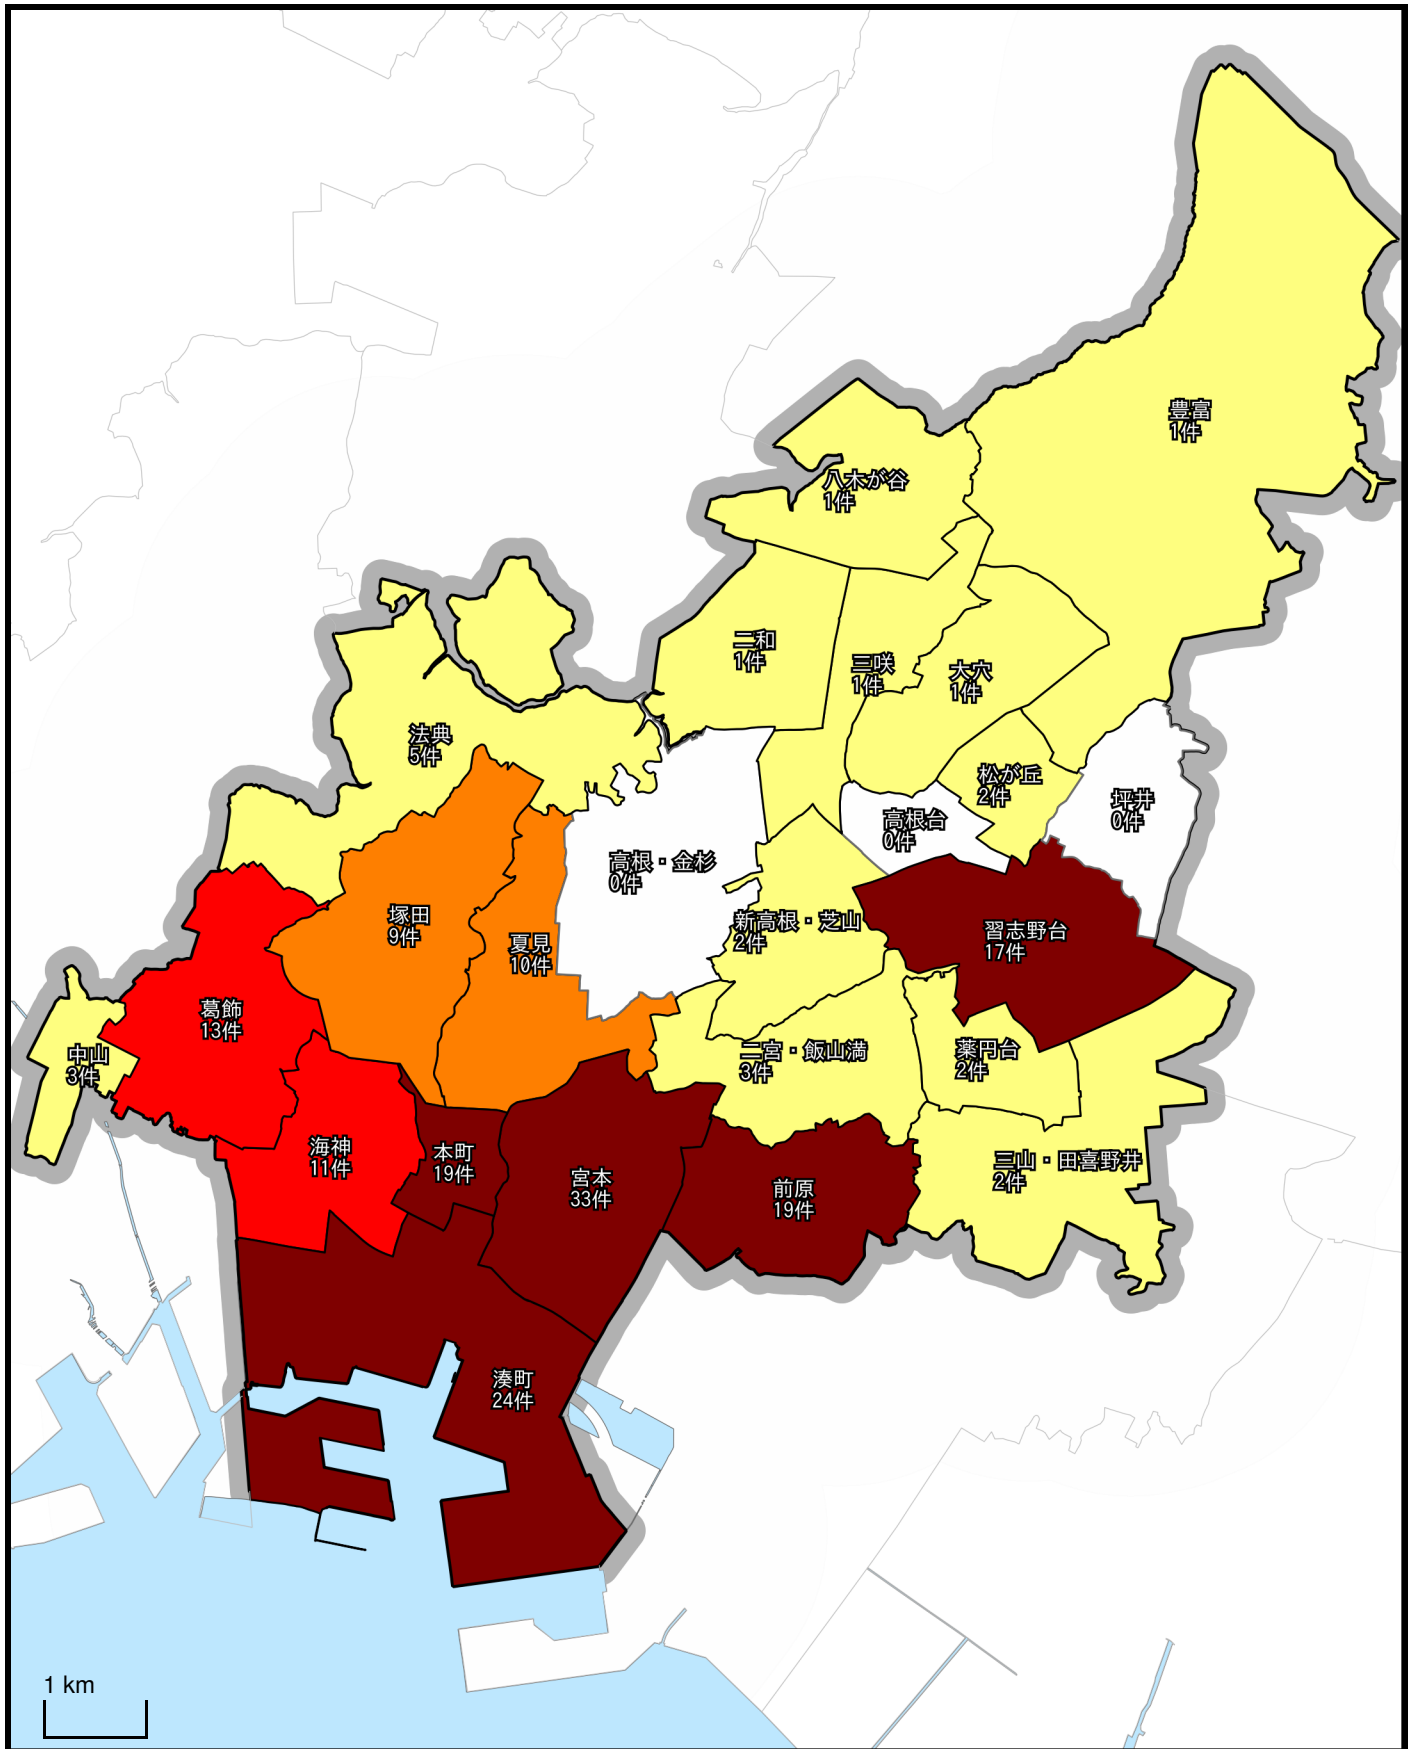 豊富
1件
八木が谷
1件
二和
1件
三咲
1件
大穴
1件
法典
5件
松が丘
2件
坪井
0件
高根台
0件
高根・金杉
0件
塚田
9件
夏見
10件
新高根・芝山
2件
習志野台
17件
葛飾
13件
中山
3件
二宮・飯山満
3件
薬円台
2件
海神
11件
本町
19件
宮本
33件
前原
19件
三山・田喜野井
2件
湊町
24件
1 km